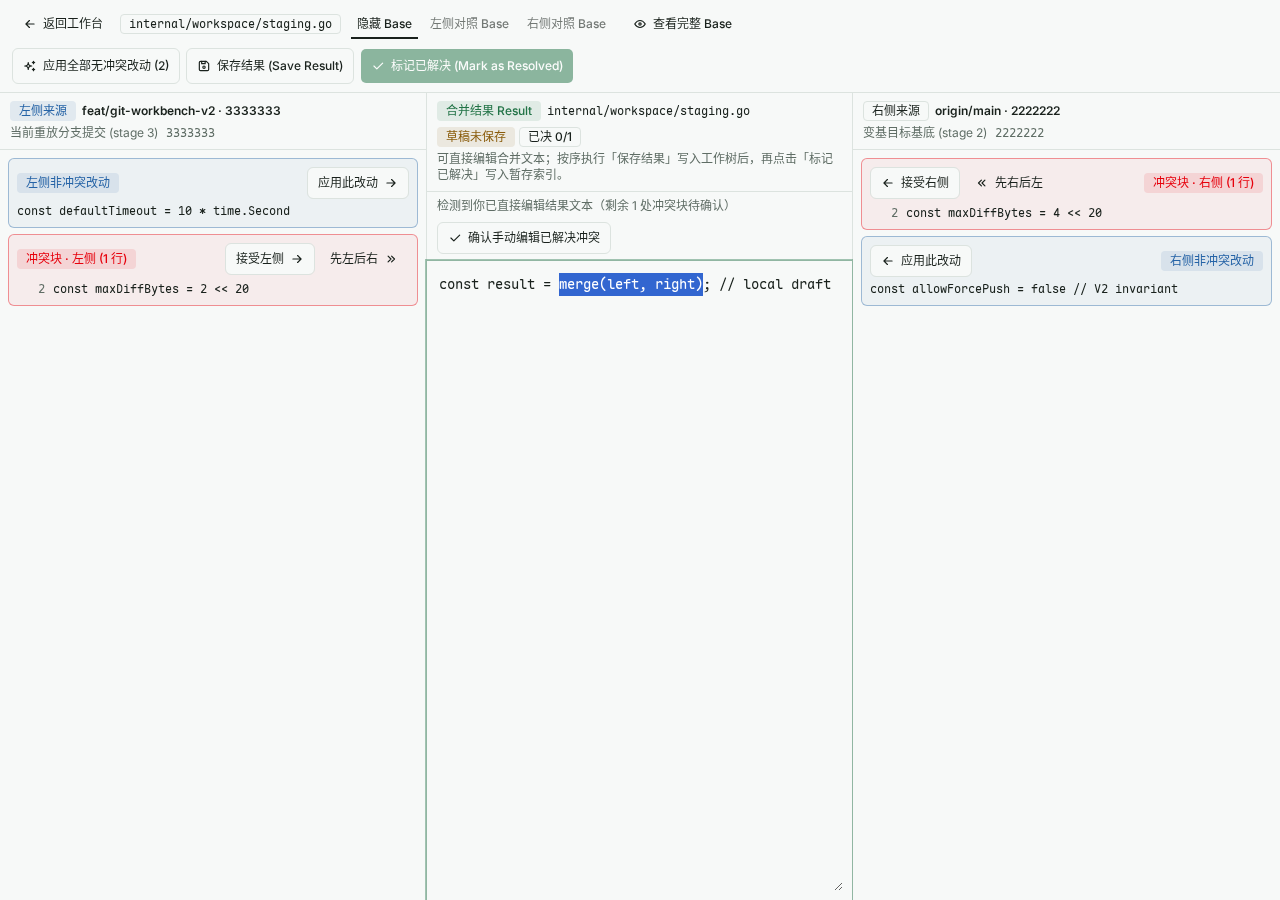 返回工作台 internal/workspace/staging.go 隐藏 Base 左侧对照 Base 右侧对照 Base 查看完整 Base
应用全部无冲突改动 (2) 保存结果 (Save Result) 标记已解决 (Mark as Resolved)
左侧来源 feat/git-workbench-v2 · 3333333
当前重放分支提交 (stage 3) 3333333
左侧非冲突改动 应用此改动
const defaultTimeout = 10 * time.Second
冲突块 · 左侧 (1 行) 接受左侧 先左后右
2 const maxDiffBytes = 2 << 20
合并结果 Result internal/workspace/staging.go
草稿未保存 已决 0/1
可直接编辑合并文本；按序执行「保存结果」写入工作树后，再点击「标记
已解决」写入暂存索引。
检测到你已直接编辑结果文本（剩余 1 处冲突块待确认）
确认手动编辑已解决冲突
const result = merge(left, right); // local draft
右侧来源 origin/main · 2222222
变基目标基底 (stage 2) 2222222
接受右侧 先右后左 冲突块 · 右侧 (1 行)
2 const maxDiffBytes = 4 << 20
应用此改动 右侧非冲突改动
const allowForcePush = false // V2 invariant